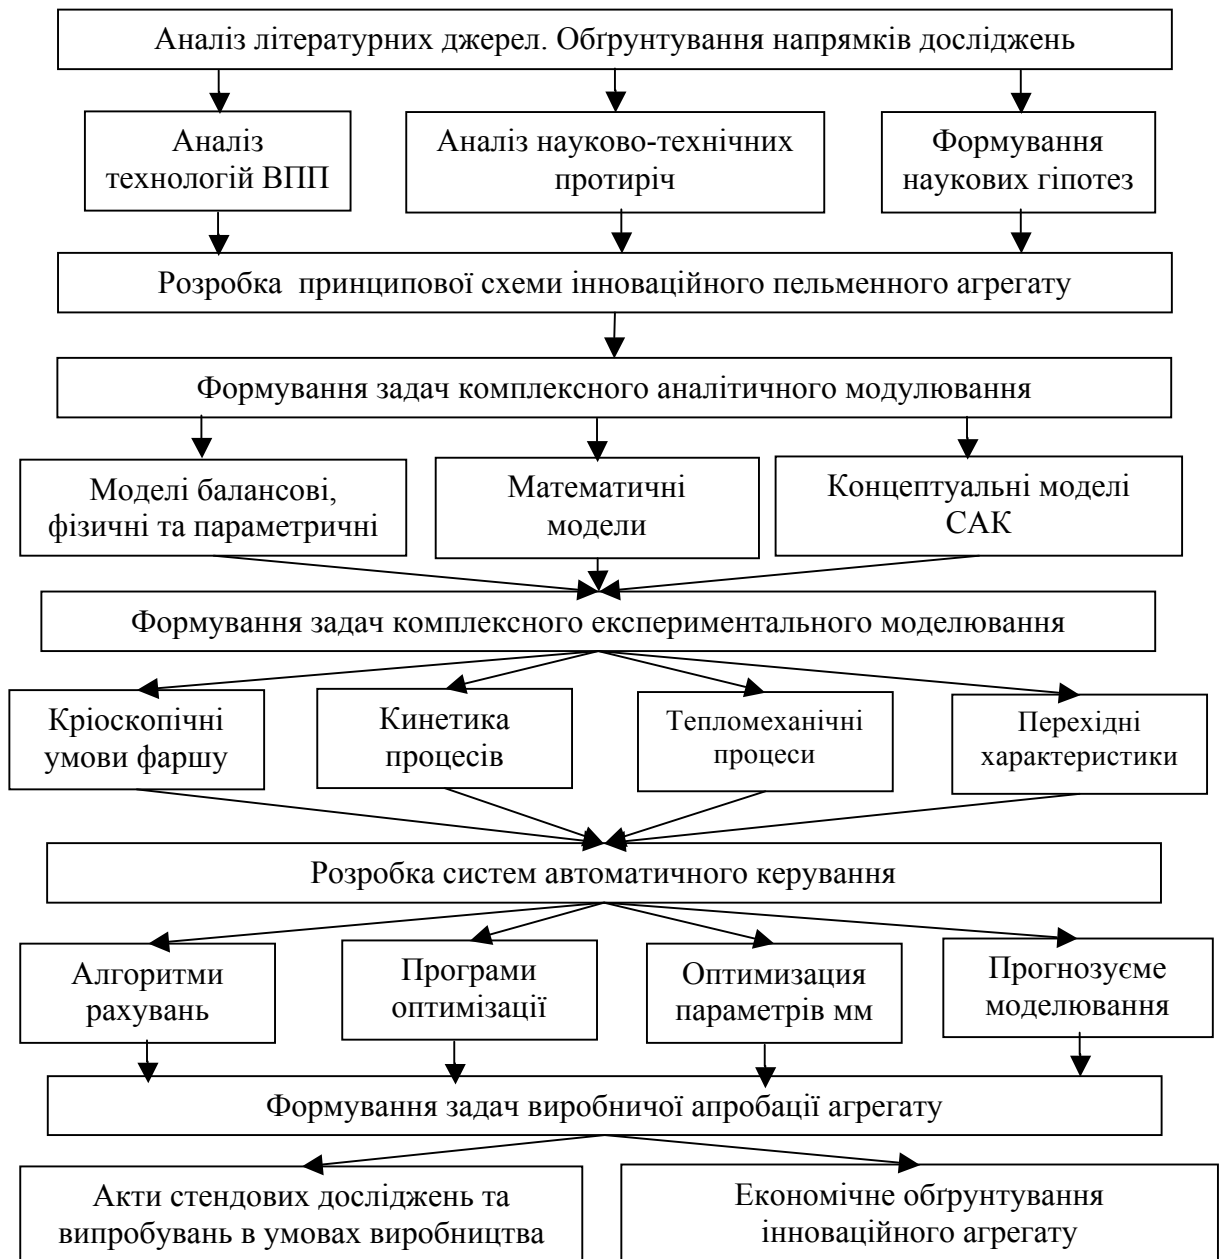 Аналіз літературних джерел. Обґрунтування напрямків досліджень
Аналіз
технологій ВПП
Аналіз науково-технічних
протиріч
Формування
наукових гіпотез
Розробка принципової схеми інноваційного пельменного агрегату
Формування задач комплексного аналітичного модулювання
Моделі балансові,
фізичні та параметричні
Математичні
модели
Концептуальні моделі
САК
Формування задач комплексного експериментального моделювання
Кріоскопічні
умови фаршу
Кинетика
процесів
Тепломеханічні
процеси
Перехідні
характеристики
Розробка систем автоматичного керування
Алгоритми
рахувань
Програми
оптимізації
Оптимизация
параметрів мм
Прогнозуєме
моделювання
Формування задач виробничої апробації агрегату
Акти стендових досліджень та
випробувань в умовах виробництва
Економічне обґрунтування
інноваційного агрегату